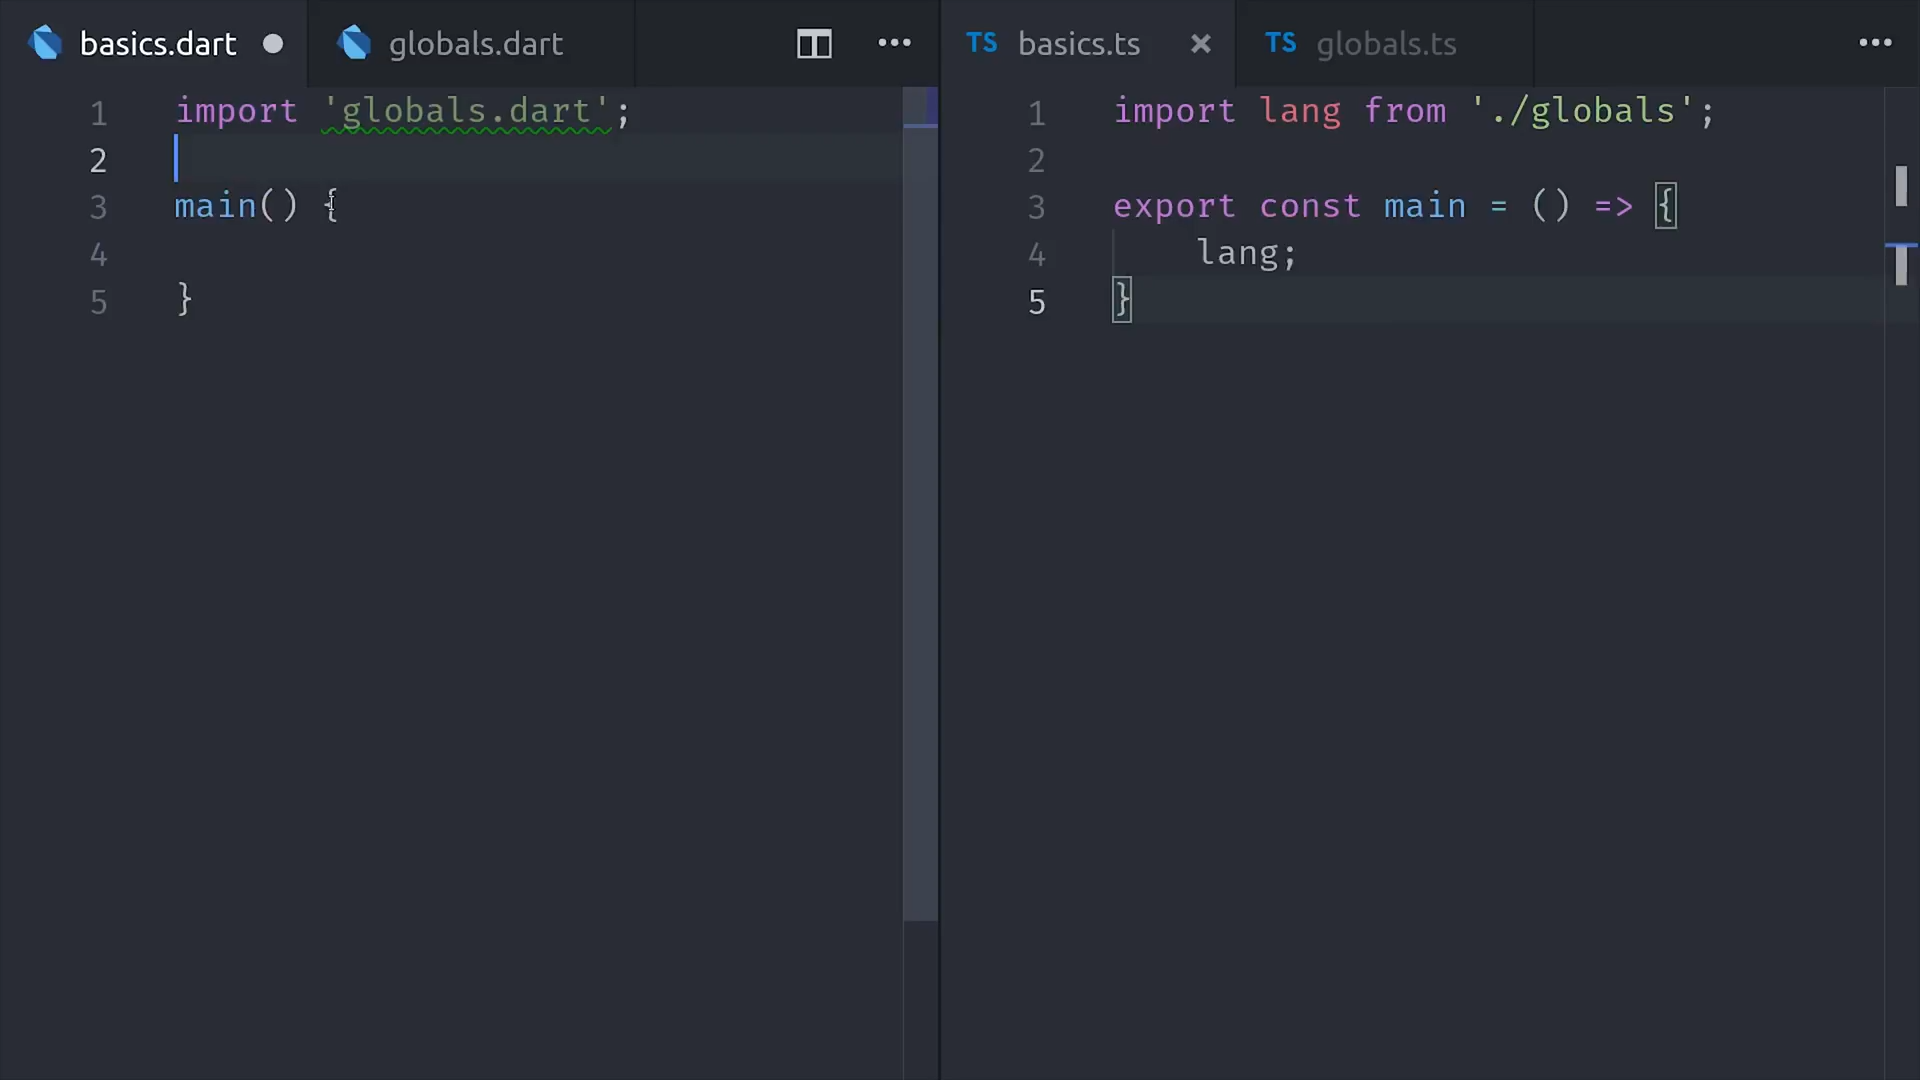 basics.dart
globals.dart
1 import 'globals.dart';
2
3 main() {
4
5 }
TS basics.ts
TS globals.ts
1 import lang from './globals';
2
3 export const main = () => {
4 lang;
5 }